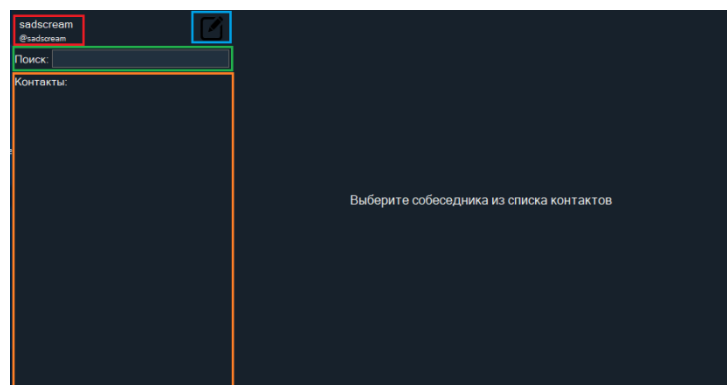 sadscream
@sadscream
Поиск:
Контакты:
Выберите собеседника из списка контактов